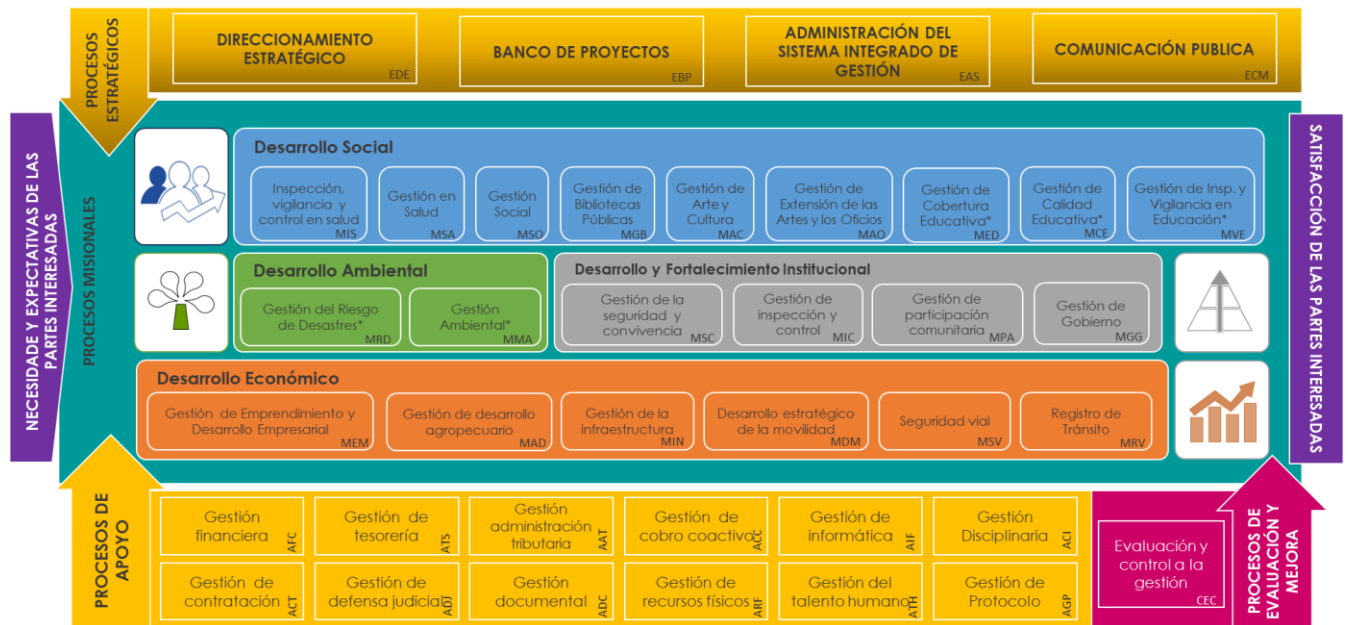 PROCESOS
ESTRATÉGICOS
DIRECCIONAMIENTO
ESTRATÉGICO
EDE
BANCO DE PROYECTOS
EBP
ADMINISTRACIÓN DEL
SISTEMA INTEGRADO DE
GESTIÓN
EAS
COMUNICACIÓN PUBLICA
ECM
NECESIDADE Y EXPECTATIVAS DE LAS
PARTES INTERESADAS
PROCESOS MISIONALES
Desarrollo Social
Inspección,
vigilancia y
control en salud
MIS
Gestión en
Salud
MSA
Gestión
Social
MSO
Gestión de
Bibliotecas
Públicas
MGB
Gestión de
Arte y
Cultura
MAC
Gestión de
Extensión de las
Artes y los Oficios
MAO
Gestión de
Cobertura
Educativa*
MED
Gestión de
Calidad
Educativa*
MCE
Gestión de Insp. y
Vigilancia en
Educación*
MVE
Desarrollo Ambiental
Gestión del Riesgo
de Desastres*
MRD
Gestión
Ambiental*
MMA
Desarrollo y Fortalecimiento Institucional
Gestión de la
seguridad y
convivencia
MSC
Gestión de
inspección y
control
MIC
Gestión de
participación
comunitaria
MPA
Gestión de
Gobierno
MGG
Desarrollo Económico
Gestión de Emprendimiento y
Desarrollo Empresarial
MEM
Gestión de desarrollo
agropecuario
MAD
Gestión de la
infraestructura
MIN
Desarrollo estratégico
de la movilidad
MDM
Seguridad vial
MSV
Registro de
Tránsito
MRV
SATISFACCIÓN DE LAS PARTES INTERESADAS
PROCESOS DE
APOYO
Gestión
financiera
AFC
Gestión de
tesorería
ATS
Gestión
administración
tributaria
AAT
Gestión de
cobro coactivo
ACC
Gestión de
informática
AIF
Gestión
Disciplinaria
ACI
Gestión de
contratación
ACT
Gestión de
defensa judicial
ADJ
Gestión
documental
ADC
Gestión de
recursos físicos
ARF
Gestión del
talento humano
ATH
Gestión de
Protocolo
AGP
Evaluación y
control a la
gestión
CEC
PROCESOS DE
EVALUACIÓN Y
MEJORA